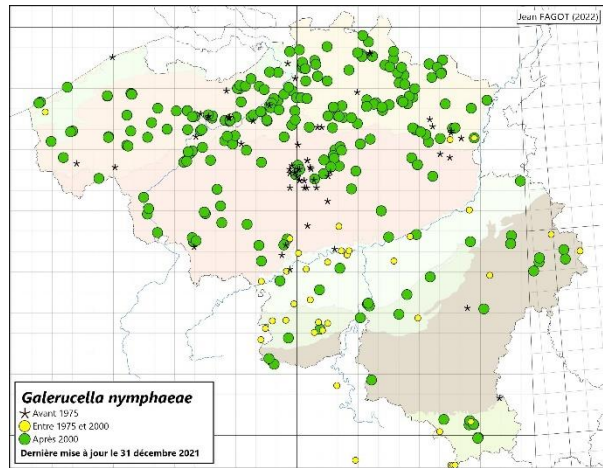 Jean FAGOT (2022)
Galerucella nymphaeae
Avant 1975
Entre 1975 et 2000
Après 2000
Dernière mise à jour le 31 décembre 2021